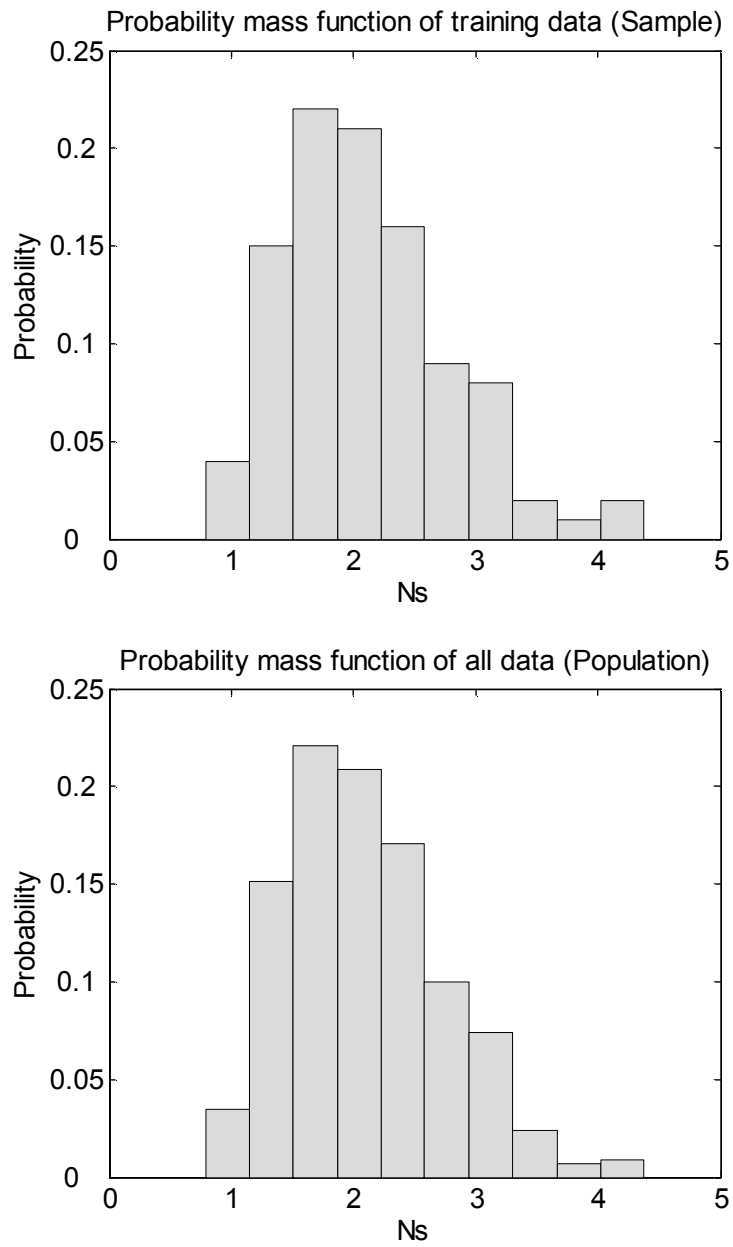 Probability mass function of training data (Sample)
0.25
0.2
0.15
0.1
0.05
0
Probability
0 1 2 3 4 5
Ns
Probability mass function of all data (Population)
0.25
0.2
0.15
0.1
0.05
0
Probability
0 1 2 3 4 5
Ns